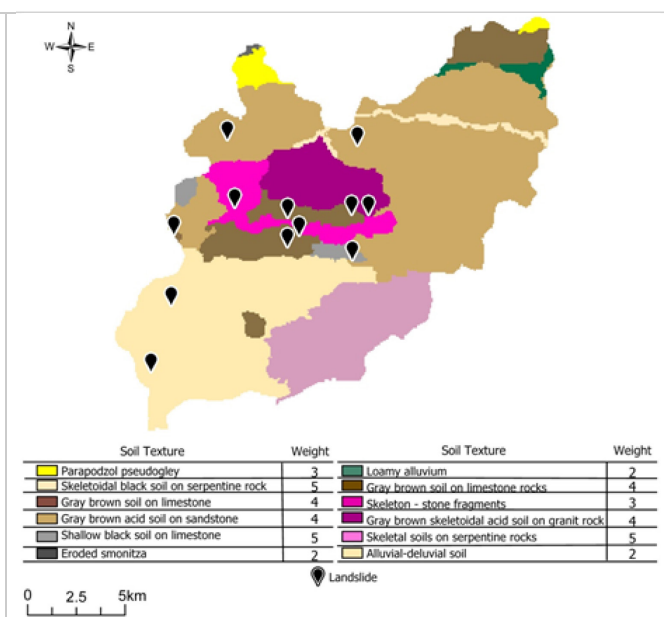 N
W E
S
Soil Texture Weight Soil Texture Weight
Parapodzol pseudogley 3 Loamy alluvium 2
Skeletoidal black soil on serpentine rock 5 Gray brown soil on limestone rocks 4
Gray brown soil on limestone 4 Skeleton - stone fragments 3
Gray brown acid soil on sandstone 4 Gray brown skeletoidal acid soil on granit rock 4
Shallow black soil on limestone 5 Skeletal soils on serpentine rocks 5
Eroded smonitza 2 Alluvial-deluvial soil 2
Landslide
0 2.5 5km